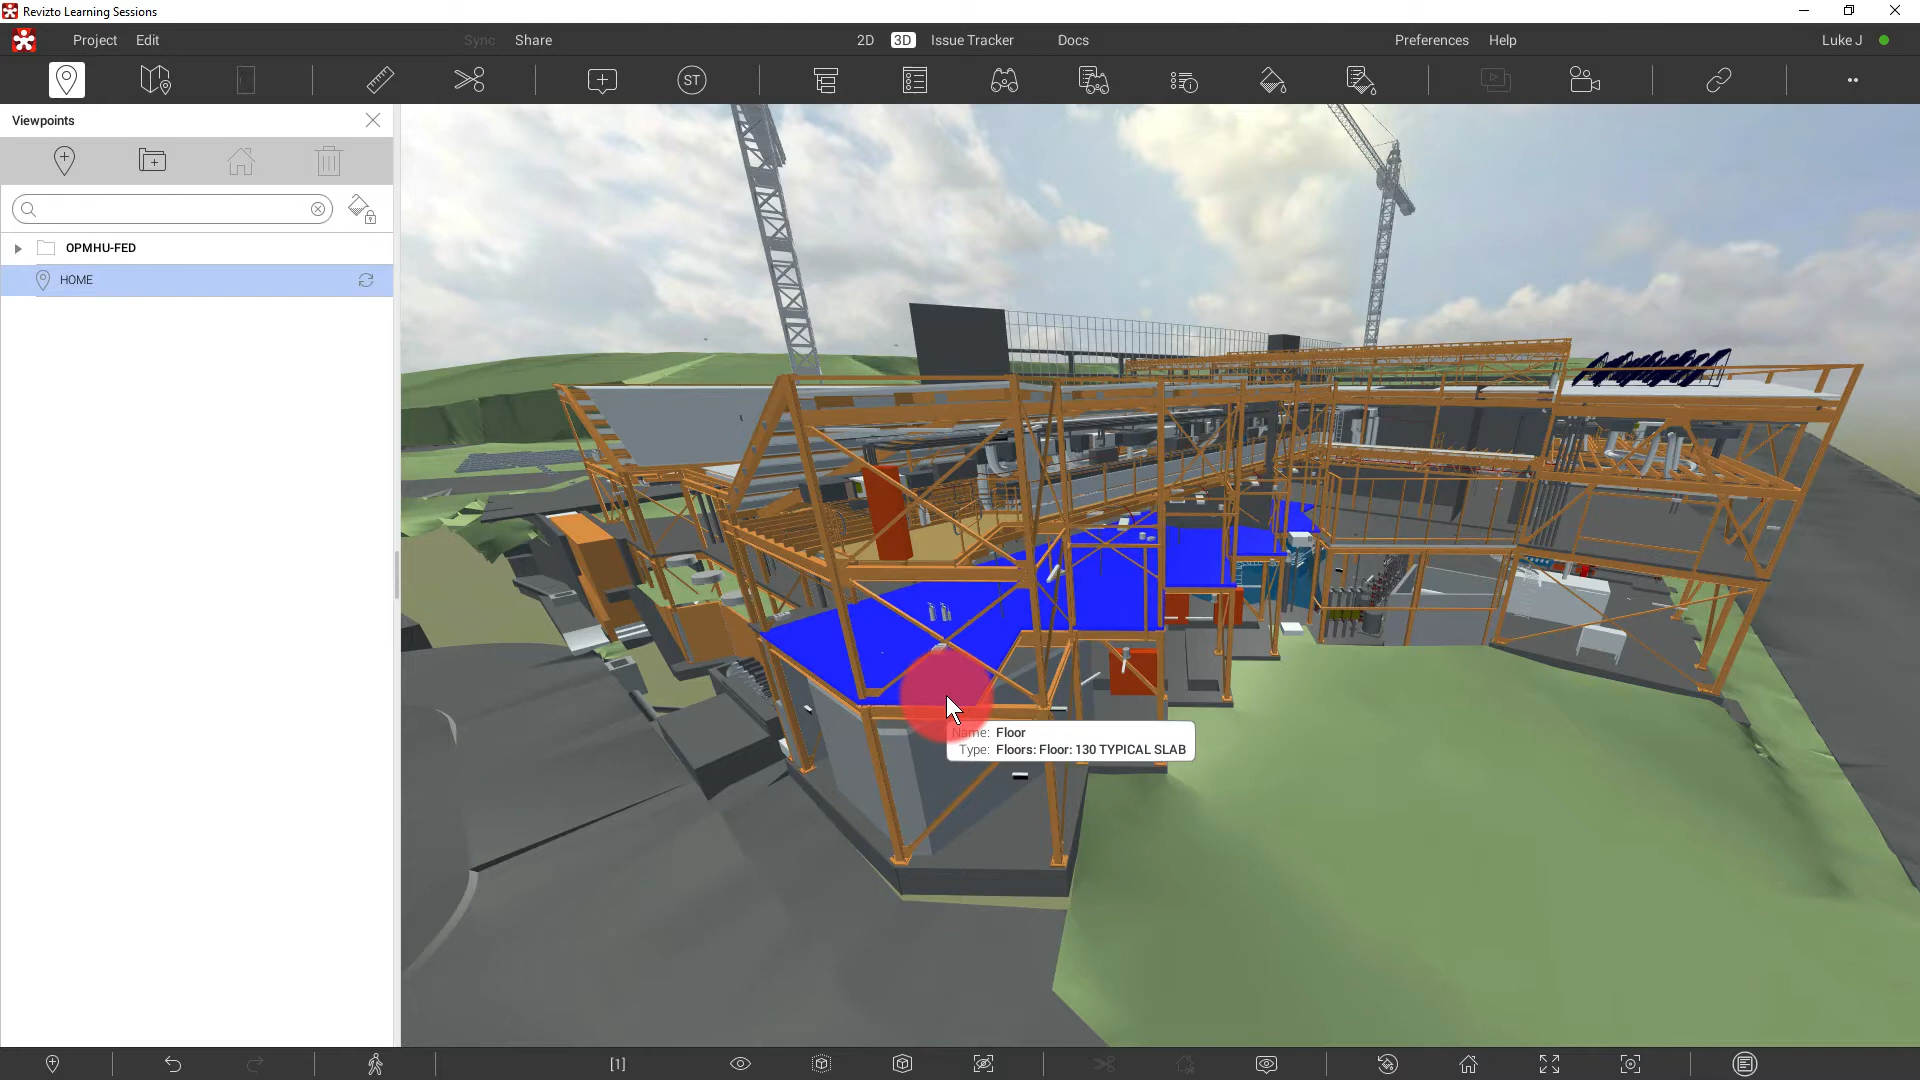 Revizto Learning Sessions
Project Edit Sync Share 2D 3D Issue Tracker Docs Preferences Help Luke J
ST
Viewpoints
OPMHU-FED
HOME
Name: Floor
Type: Floors: Floor: 130 TYPICAL SLAB
[1]